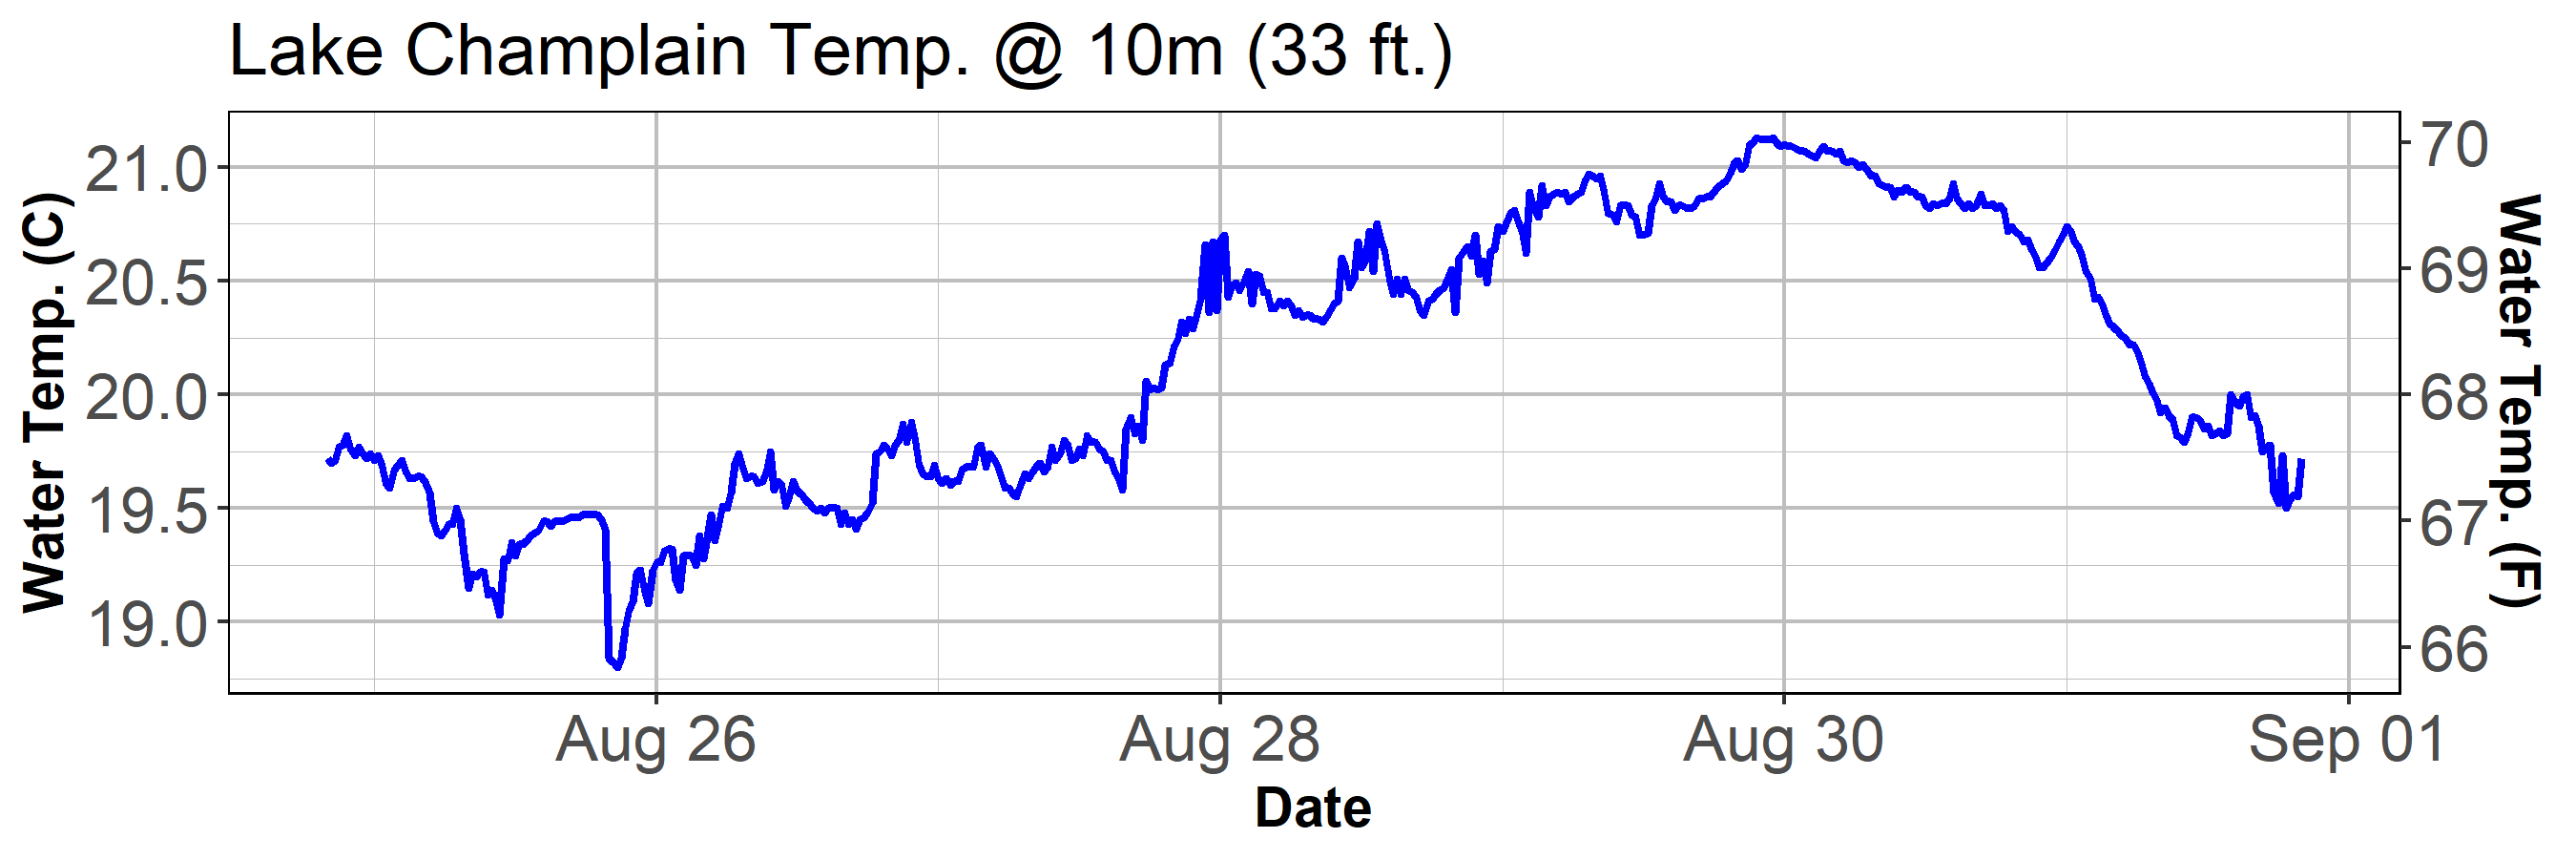 Lake Champlain Temp. @ 10m (33 ft.)
Water Temp. (C)
21.0
20.5
20.0
19.5
19.0
70
69
68
67
66
Water Temp. (F)
Aug 26 Aug 28 Aug 30 Sep 01
Date